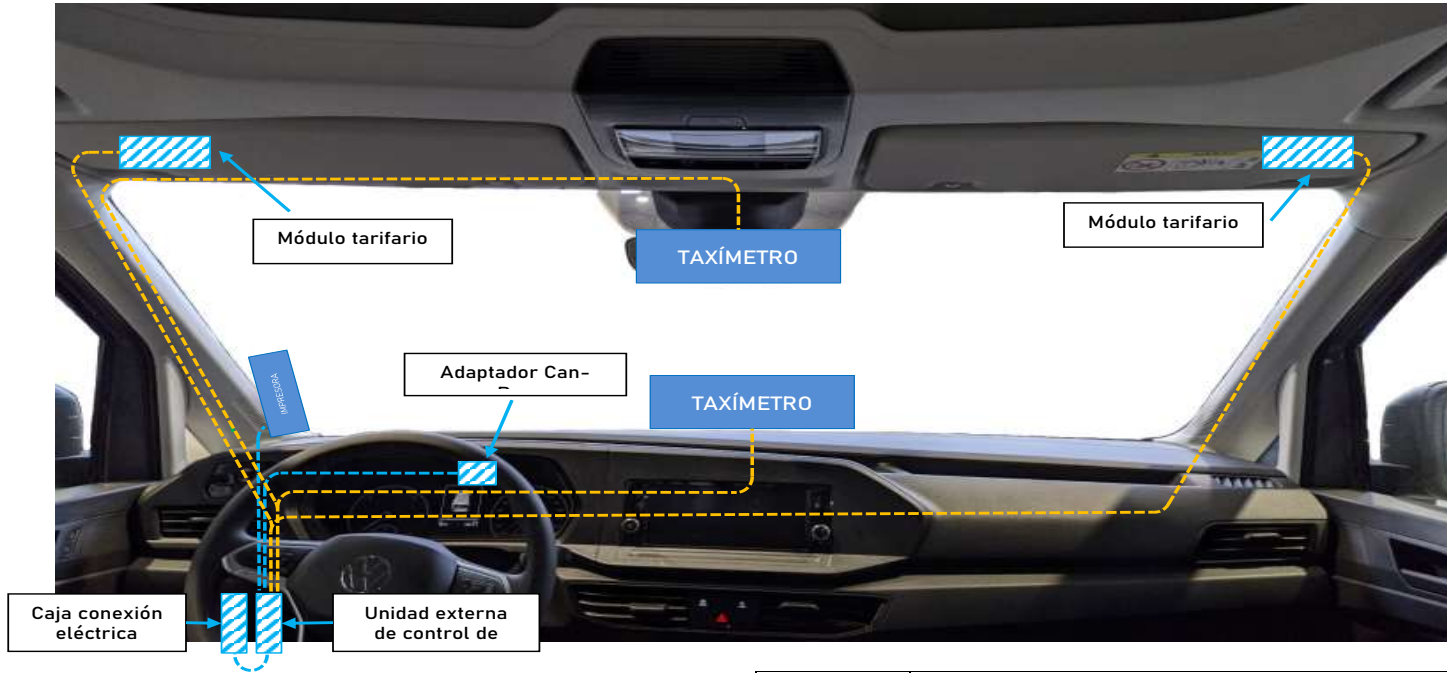 Módulo tarifario
Módulo tarifario
TAXÍMETRO
IMPRESORA
Adaptador Can-
TAXÍMETRO
Caja conexión
eléctrica
Unidad externa
de control de